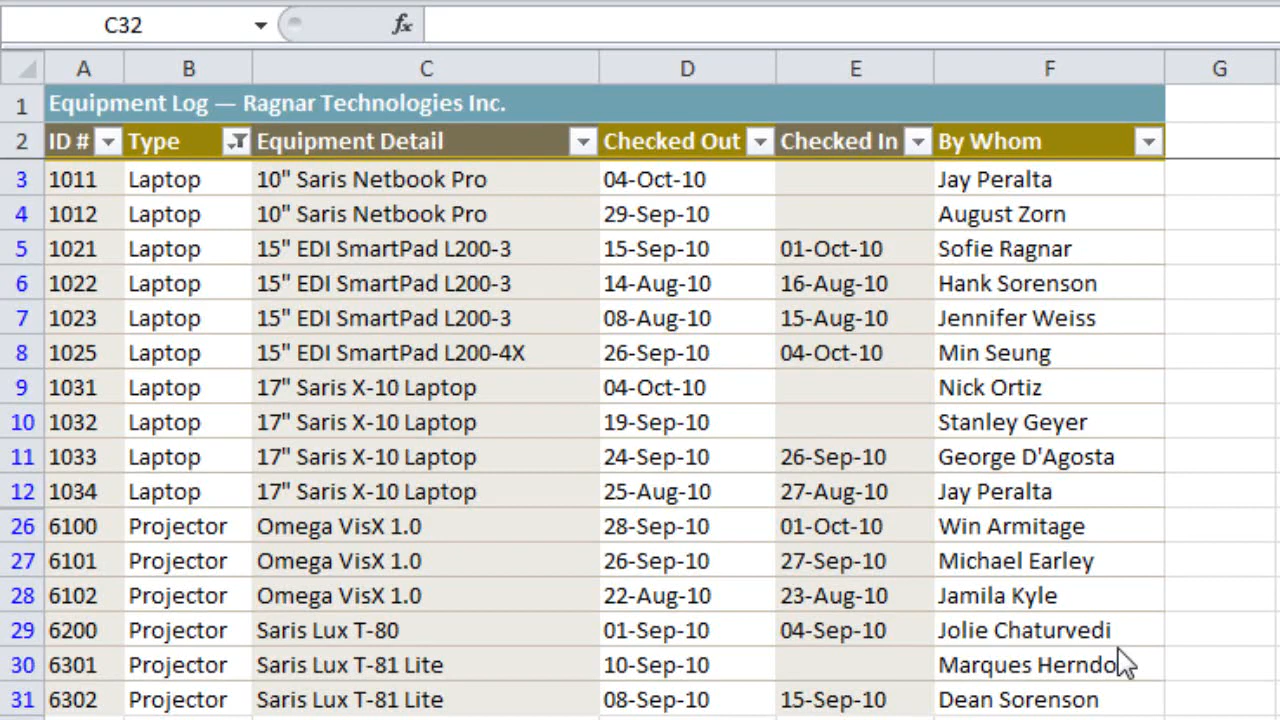 C32 fx
A B C D E F G
1 Equipment Log — Ragnar Technologies Inc.
2 ID # Type Equipment Detail Checked Out Checked In By Whom
3 1011 Laptop 10" Saris Netbook Pro 04-Oct-10 Jay Peralta
4 1012 Laptop 10" Saris Netbook Pro 29-Sep-10 August Zorn
5 1021 Laptop 15" EDI SmartPad L200-3 15-Sep-10 01-Oct-10 Sofie Ragnar
6 1022 Laptop 15" EDI SmartPad L200-3 14-Aug-10 16-Aug-10 Hank Sorenson
7 1023 Laptop 15" EDI SmartPad L200-3 08-Aug-10 15-Aug-10 Jennifer Weiss
8 1025 Laptop 15" EDI SmartPad L200-4X 26-Sep-10 04-Oct-10 Min Seung
9 1031 Laptop 17" Saris X-10 Laptop 04-Oct-10 Nick Ortiz
10 1032 Laptop 17" Saris X-10 Laptop 19-Sep-10 Stanley Geyer
11 1033 Laptop 17" Saris X-10 Laptop 24-Sep-10 26-Sep-10 George D'Agosta
12 1034 Laptop 17" Saris X-10 Laptop 25-Aug-10 27-Aug-10 Jay Peralta
26 6100 Projector Omega VisX 1.0 28-Sep-10 01-Oct-10 Win Armitage
27 6101 Projector Omega VisX 1.0 26-Sep-10 27-Sep-10 Michael Earley
28 6102 Projector Omega VisX 1.0 22-Aug-10 23-Aug-10 Jamila Kyle
29 6200 Projector Saris Lux T-80 01-Sep-10 04-Sep-10 Jolie Chaturvedi
30 6301 Projector Saris Lux T-81 Lite 10-Sep-10 Marques Herndo
31 6302 Projector Saris Lux T-81 Lite 08-Sep-10 15-Sep-10 Dean Sorenson